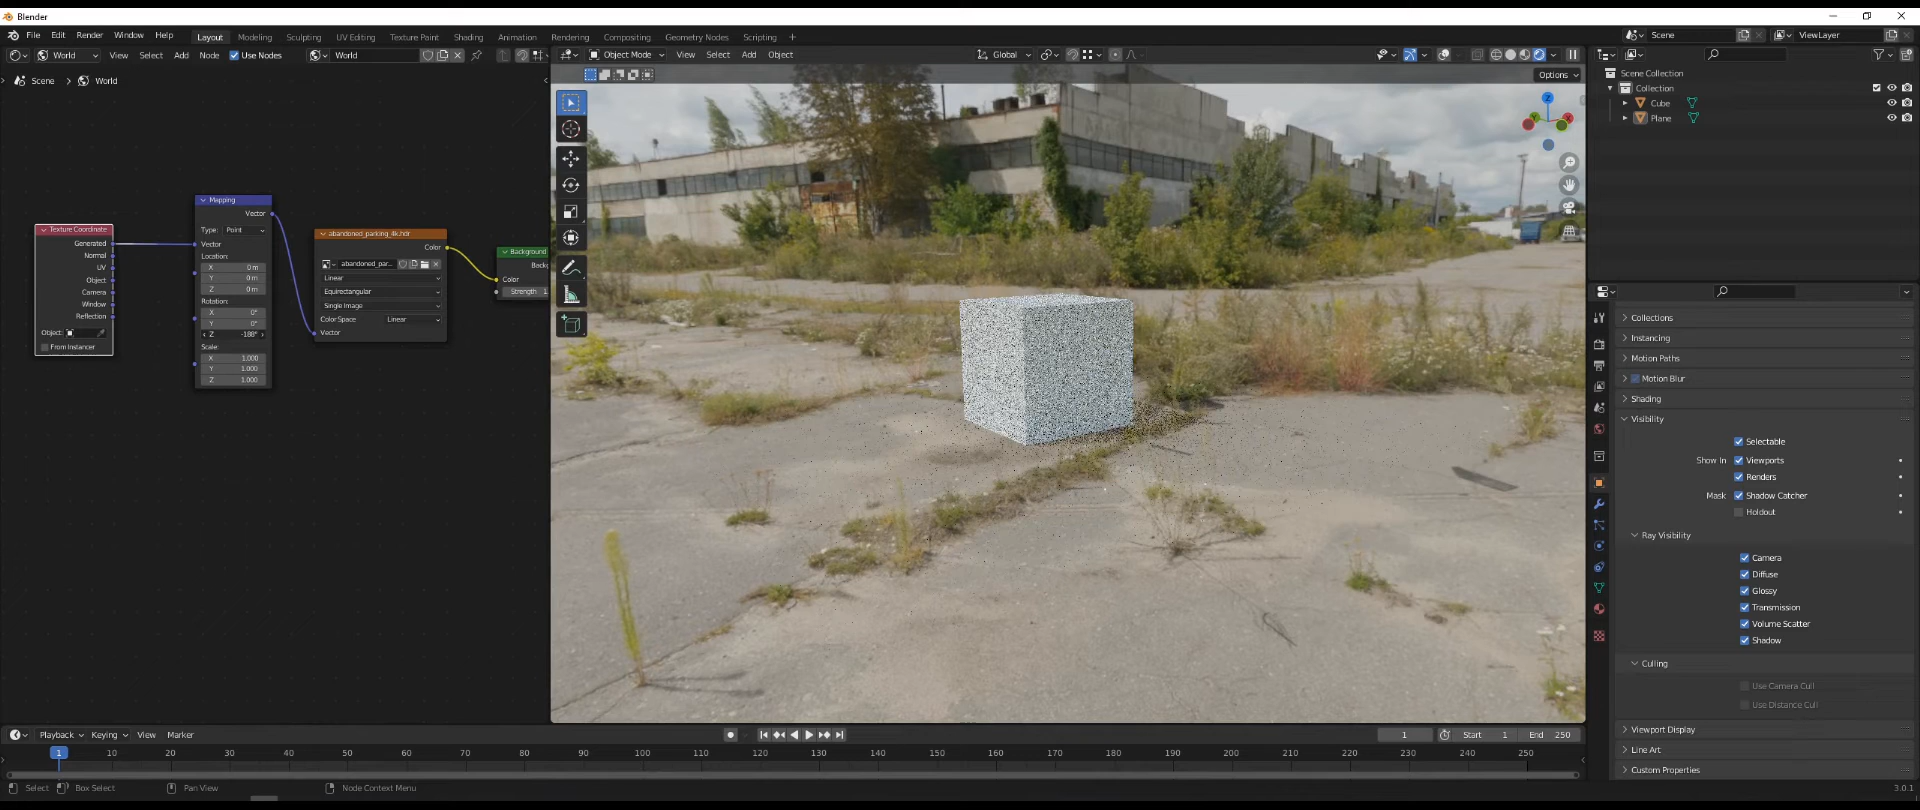 Blender
File Edit Render Window Help Layout Modeling Sculpting UV Editing Texture Paint Shading Animation Rendering Compositing Geometry Nodes Scripting Scene ViewLayer
World View Select Add Node Use Nodes World
Object Mode View Select Add Object Global
Options
Scene > World
Mapping
Vector
Type: Point
Vector
Location:
X 0 m
Y 0 m
Z 0 m
Rotation:
X 0°
Y 0°
Z -188°
Scale:
X 1.000
Y 1.000
Z 1.000
Texture Coordinate
Generated
Normal
UV
Object
Camera
Window
Reflection
Object:
From Instancer
abandoned_parking_4k.hdr
Color
abandoned_par...
Linear
Equirectangular
Single Image
Color Space Linear
Vector
Background
Backg
Color
Strength 1.
Z
Y
X
Scene Collection
Collection
Cube
Plane
Collections
Instancing
Motion Paths
Motion Blur
Shading
Visibility
Selectable
Show In Viewports
Renders
Mask Shadow Catcher
Holdout
Ray Visibility
Camera
Diffuse
Glossy
Transmission
Volume Scatter
Shadow
Culling
Use Camera Cull
Use Distance Cull
Viewport Display
Line Art
Custom Properties
Playback Keying View Marker 1 Start 1 End 250
1 10 20 30 40 50 60 70 80 90 100 110 120 130 140 150 160 170 180 190 200 210 220 230 240 250
Select Box Select Pan View Node Context Menu 3.0.1